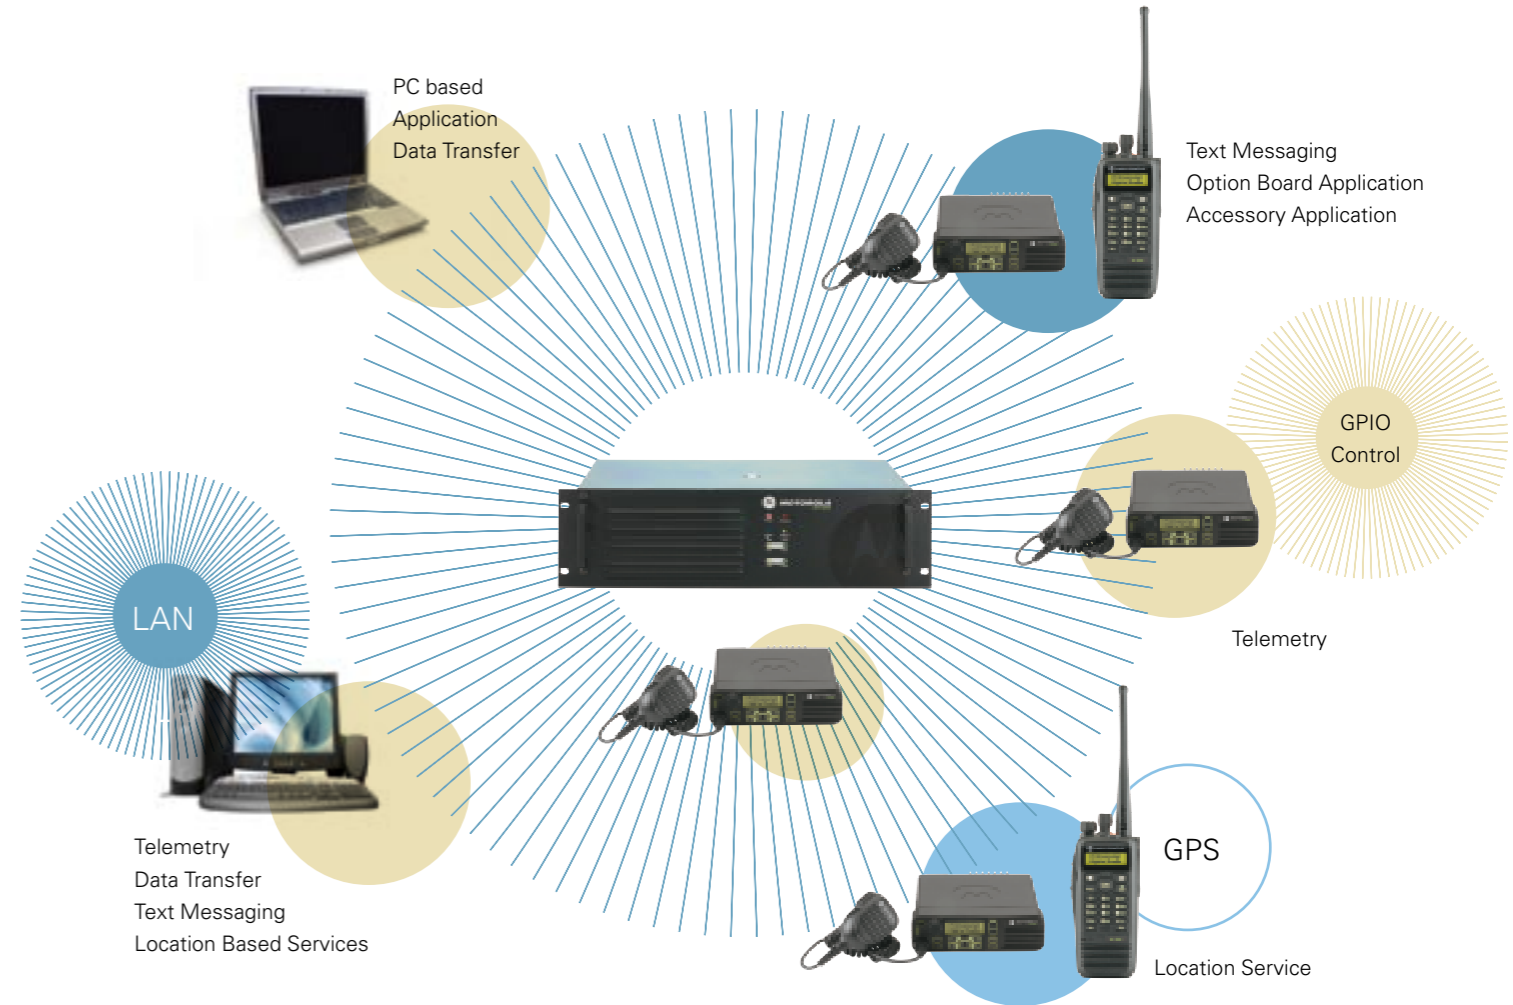 PC based
Application
Data Transfer
Text Messaging
Option Board Application
Accessory Application
GPIO
Control
MOTOROLA
Telemetry
LAN
Telemetry
Data Transfer
Text Messaging
Location Based Services
GPS
Location Service